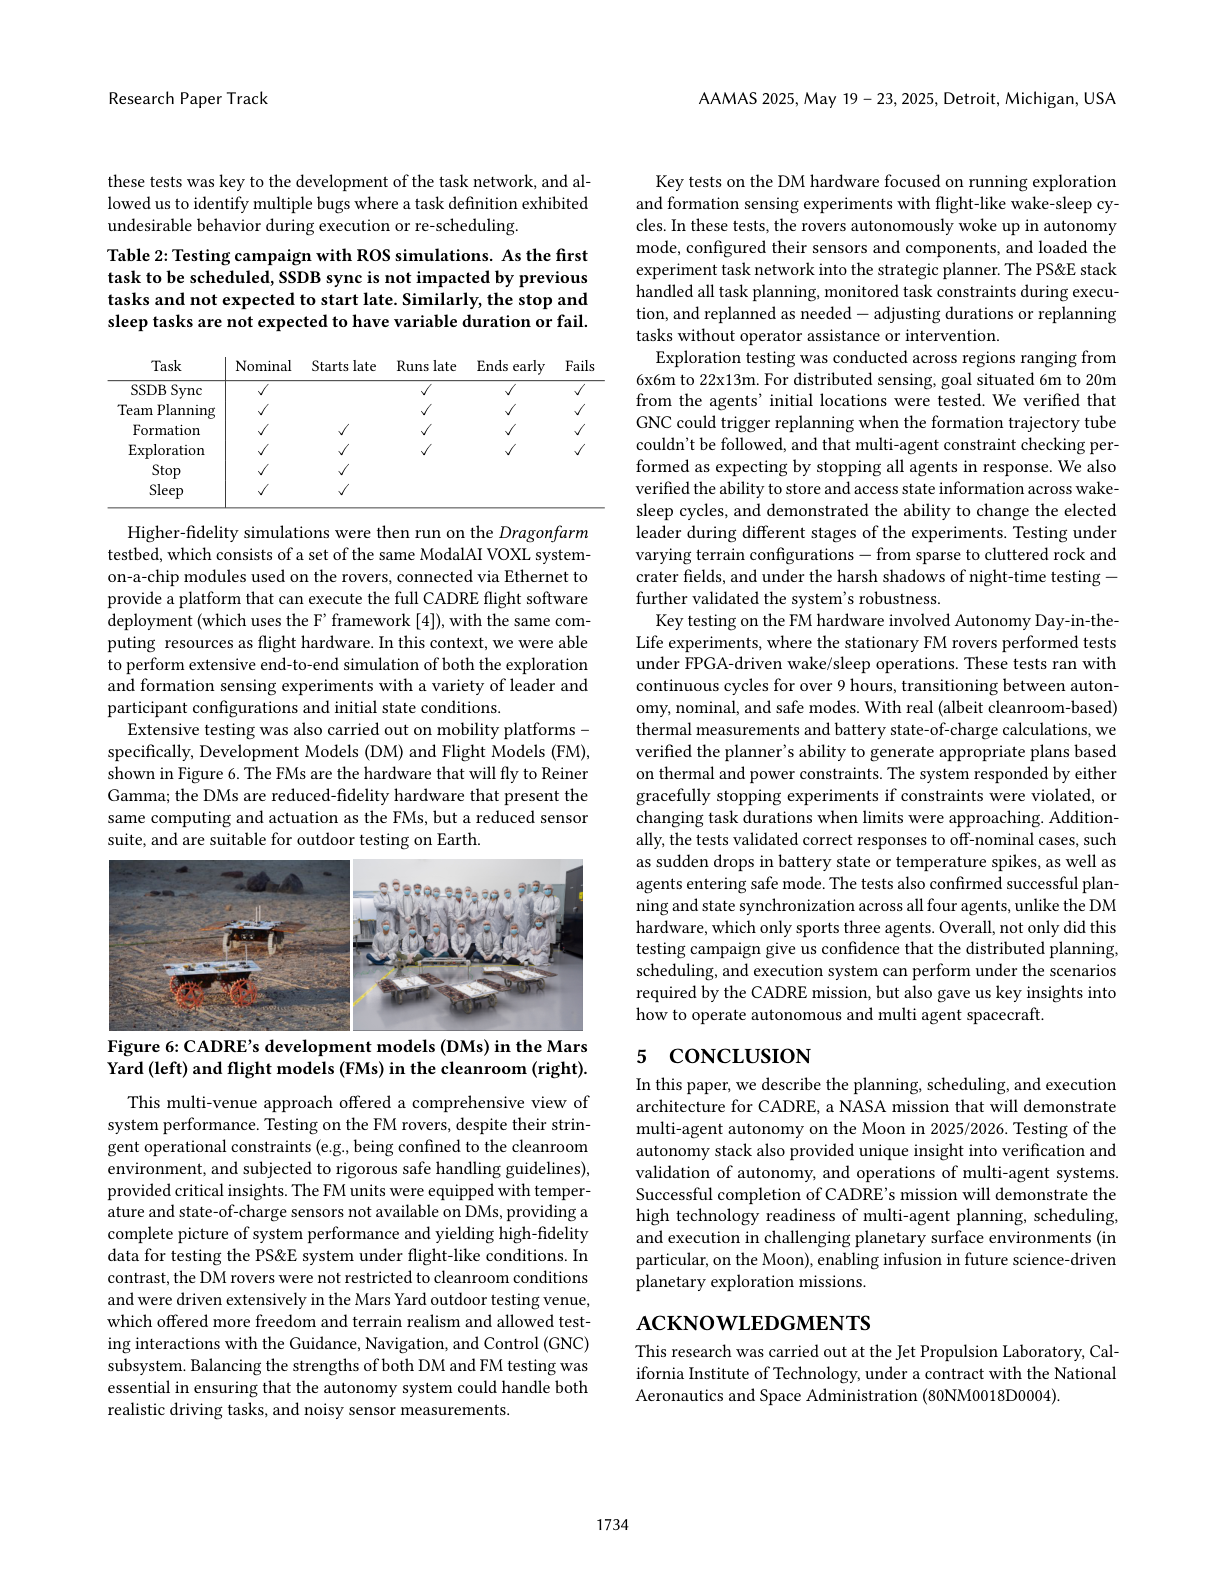 Research Paper Track
AAMAS 2025, May 19 – 23, 2025, Detroit, Michigan, USA
these tests was key to the development of the task network, and al-
lowed us to identify multiple bugs where a task definition exhibited
undesirable behavior during execution or re-scheduling.
Table 2: Testing campaign with ROS simulations. As the first
task to be scheduled, SSDB sync is not impacted by previous
tasks and not expected to start late. Similarly, the stop and
sleep tasks are not expected to have variable duration or fail.
Task Nominal Starts late Runs late Ends early Fails
SSDB Sync ✓ ✓ ✓ ✓
Team Planning ✓ ✓ ✓ ✓
Formation ✓ ✓ ✓ ✓ ✓
Exploration ✓ ✓ ✓ ✓ ✓
Stop ✓ ✓
Sleep ✓ ✓
Higher-fidelity simulations were then run on the Dragonfarm
testbed, which consists of a set of the same ModalAI VOXL system-
on-a-chip modules used on the rovers, connected via Ethernet to
provide a platform that can execute the full CADRE flight software
deployment (which uses the F' framework [4]), with the same com-
puting resources as flight hardware. In this context, we were able
to perform extensive end-to-end simulation of both the exploration
and formation sensing experiments with a variety of leader and
participant configurations and initial state conditions.
Extensive testing was also carried out on mobility platforms –
specifically, Development Models (DM) and Flight Models (FM),
shown in Figure 6. The FMs are the hardware that will fly to Reiner
Gamma; the DMs are reduced-fidelity hardware that present the
same computing and actuation as the FMs, but a reduced sensor
suite, and are suitable for outdoor testing on Earth.
Figure 6: CADRE's development models (DMs) in the Mars
Yard (left) and flight models (FMs) in the cleanroom (right).
This multi-venue approach offered a comprehensive view of
system performance. Testing on the FM rovers, despite their strin-
gent operational constraints (e.g., being confined to the cleanroom
environment, and subjected to rigorous safe handling guidelines),
provided critical insights. The FM units were equipped with temper-
ature and state-of-charge sensors not available on DMs, providing a
complete picture of system performance and yielding high-fidelity
data for testing the PS&E system under flight-like conditions. In
contrast, the DM rovers were not restricted to cleanroom conditions
and were driven extensively in the Mars Yard outdoor testing venue,
which offered more freedom and terrain realism and allowed test-
ing interactions with the Guidance, Navigation, and Control (GNC)
subsystem. Balancing the strengths of both DM and FM testing was
essential in ensuring that the autonomy system could handle both
realistic driving tasks, and noisy sensor measurements.
Key tests on the DM hardware focused on running exploration
and formation sensing experiments with flight-like wake-sleep cy-
cles. In these tests, the rovers autonomously woke up in autonomy
mode, configured their sensors and components, and loaded the
experiment task network into the strategic planner. The PS&E stack
handled all task planning, monitored task constraints during execu-
tion, and replanned as needed — adjusting durations or replanning
tasks without operator assistance or intervention.
Exploration testing was conducted across regions ranging from
6x6m to 22x13m. For distributed sensing, goal situated 6m to 20m
from the agents' initial locations were tested. We verified that
GNC could trigger replanning when the formation trajectory tube
couldn't be followed, and that multi-agent constraint checking per-
formed as expecting by stopping all agents in response. We also
verified the ability to store and access state information across wake-
sleep cycles, and demonstrated the ability to change the elected
leader during different stages of the experiments. Testing under
varying terrain configurations — from sparse to cluttered rock and
crater fields, and under the harsh shadows of night-time testing —
further validated the system's robustness.
Key testing on the FM hardware involved Autonomy Day-in-the-
Life experiments, where the stationary FM rovers performed tests
under FPGA-driven wake/sleep operations. These tests ran with
continuous cycles for over 9 hours, transitioning between auton-
omy, nominal, and safe modes. With real (albeit cleanroom-based)
thermal measurements and battery state-of-charge calculations, we
verified the planner's ability to generate appropriate plans based
on thermal and power constraints. The system responded by either
gracefully stopping experiments if constraints were violated, or
changing task durations when limits were approaching. Addition-
ally, the tests validated correct responses to off-nominal cases, such
as sudden drops in battery state or temperature spikes, as well as
agents entering safe mode. The tests also confirmed successful plan-
ning and state synchronization across all four agents, unlike the DM
hardware, which only sports three agents. Overall, not only did this
testing campaign give us confidence that the distributed planning,
scheduling, and execution system can perform under the scenarios
required by the CADRE mission, but also gave us key insights into
how to operate autonomous and multi agent spacecraft.
5 CONCLUSION
In this paper, we describe the planning, scheduling, and execution
architecture for CADRE, a NASA mission that will demonstrate
multi-agent autonomy on the Moon in 2025/2026. Testing of the
autonomy stack also provided unique insight into verification and
validation of autonomy, and operations of multi-agent systems.
Successful completion of CADRE's mission will demonstrate the
high technology readiness of multi-agent planning, scheduling,
and execution in challenging planetary surface environments (in
particular, on the Moon), enabling infusion in future science-driven
planetary exploration missions.
ACKNOWLEDGMENTS
This research was carried out at the Jet Propulsion Laboratory, Cal-
ifornia Institute of Technology, under a contract with the National
Aeronautics and Space Administration (80NM0018D0004).
1734